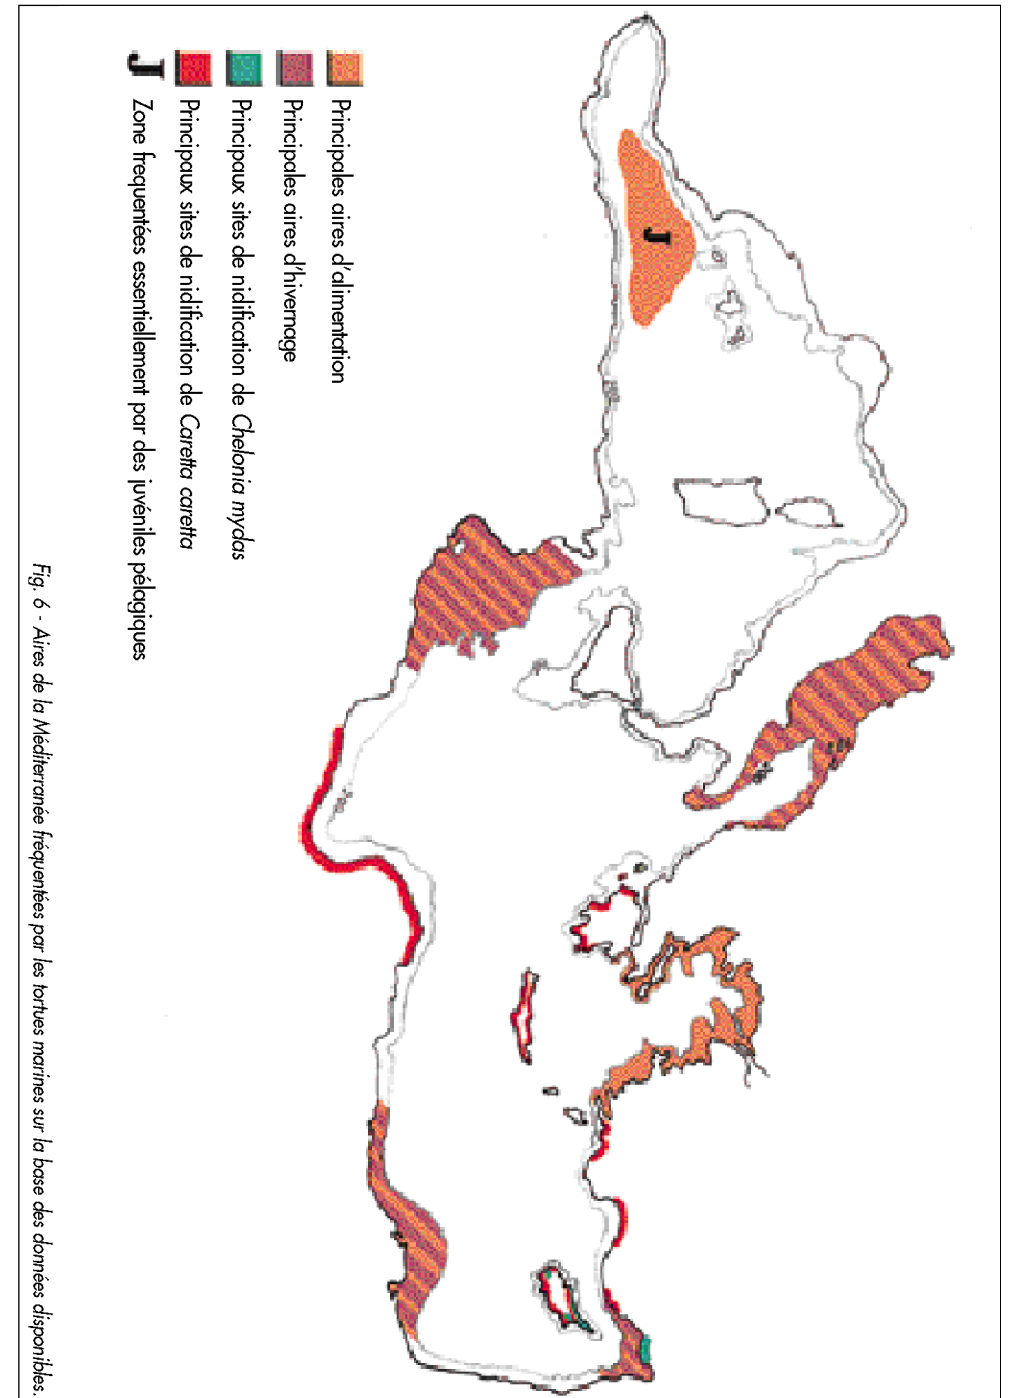 J
Principales aires d'alimentation
Principales aires d'hivernage
Principaux sites de nidification de Chelonia mydas
Principaux sites de nidification de Caretta caretta
J Zone frequentées essentiellement par des juvéniles pélagiques
Fig. 6 - Aires de la Méditerranée fréquentées par les tortues marines sur la base des données disponibles.